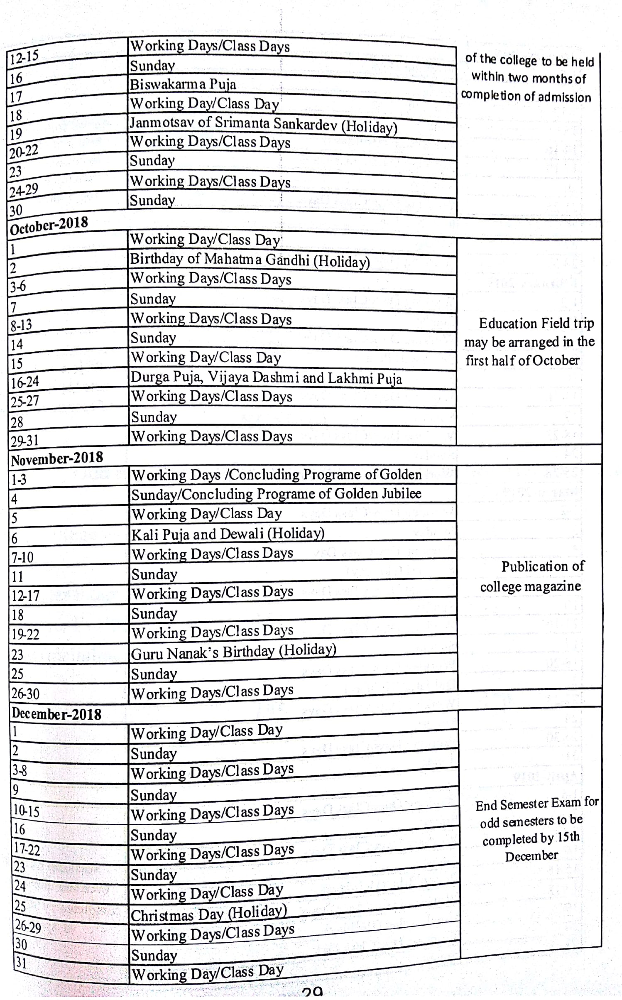 12-15 Working Days/Class Days
16 Sunday
17 Biswakarma Puja
18 Working Day/Class Day
19 Janmotsav of Srimanta Sankardev (Holiday)
20-22 Working Days/Class Days
23 Sunday
24-29 Working Days/Class Days
30 Sunday
of the college to be held
within two months of
completion of admission
October-2018
1 Working Day/Class Day
2 Birthday of Mahatma Gandhi (Holiday)
3-6 Working Days/Class Days
7 Sunday
8-13 Working Days/Class Days
14 Sunday
15 Working Day/Class Day
16-24 Durga Puja, Vijaya Dashmi and Lakhmi Puja
25-27 Working Days/Class Days
28 Sunday
29-31 Working Days/Class Days
Education Field trip
may be arranged in the
first half of October
November-2018
1-3 Working Days /Concluding Programe of Golden
4 Sunday/Concluding Programe of Golden Jubilee
5 Working Day/Class Day
6 Kali Puja and Dewali (Holiday)
7-10 Working Days/Class Days
11 Sunday
12-17 Working Days/Class Days
18 Sunday
19-22 Working Days/Class Days
23 Guru Nanak's Birthday (Holiday)
25 Sunday
26-30 Working Days/Class Days
Publication of
college magazine
December-2018
1 Working Day/Class Day
2 Sunday
3-8 Working Days/Class Days
9 Sunday
10-15 Working Days/Class Days
16 Sunday
17-22 Working Days/Class Days
23 Sunday
24 Working Day/Class Day
25 Christmas Day (Holiday)
26-29 Working Days/Class Days
30 Sunday
31 Working Day/Class Day
End Semester Exam for
odd semesters to be
completed by 15th
December
29